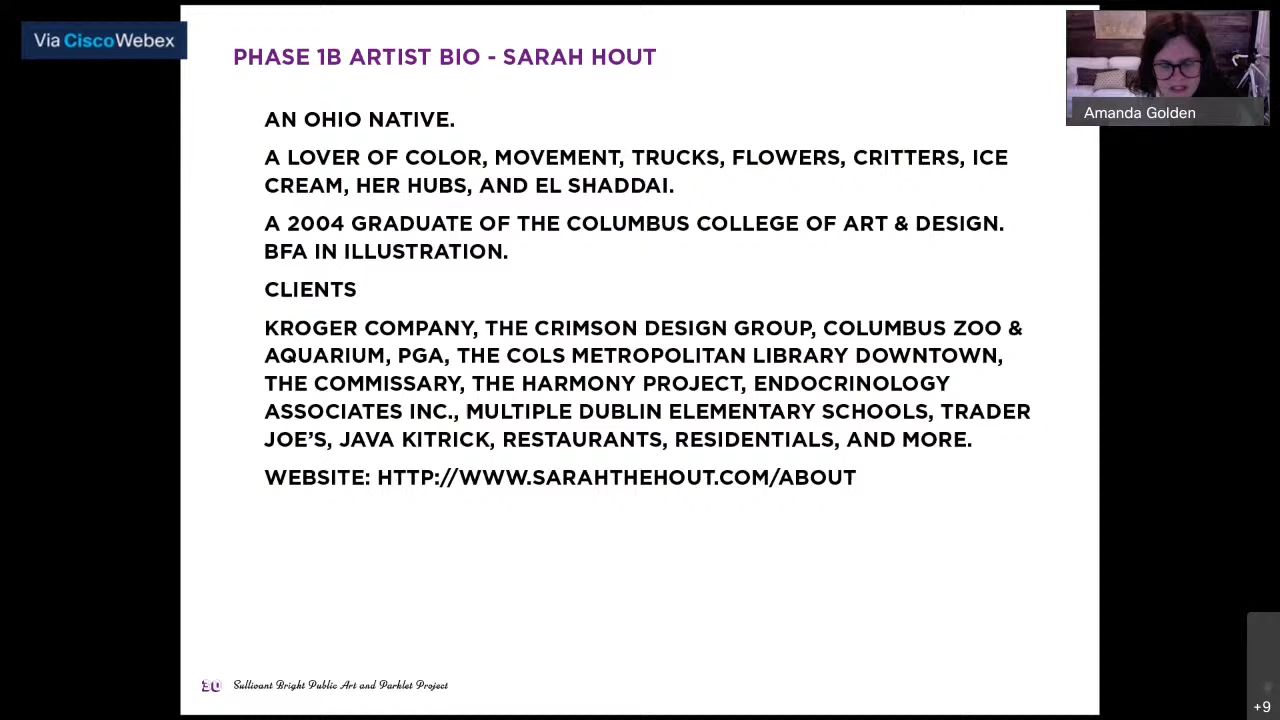 Via CiscoWebex
PHASE 1B ARTIST BIO - SARAH HOUT
Amanda Golden
AN OHIO NATIVE.
A LOVER OF COLOR, MOVEMENT, TRUCKS, FLOWERS, CRITTERS, ICE
CREAM, HER HUBS, AND EL SHADDAI.
A 2004 GRADUATE OF THE COLUMBUS COLLEGE OF ART & DESIGN.
BFA IN ILLUSTRATION.
CLIENTS
KROGER COMPANY, THE CRIMSON DESIGN GROUP, COLUMBUS ZOO &
AQUARIUM, PGA, THE COLS METROPOLITAN LIBRARY DOWNTOWN,
THE COMMISSARY, THE HARMONY PROJECT, ENDOCRINOLOGY
ASSOCIATES INC., MULTIPLE DUBLIN ELEMENTARY SCHOOLS, TRADER
JOE'S, JAVA KITRICK, RESTAURANTS, RESIDENTIALS, AND MORE.
WEBSITE: HTTP://WWW.SARAHTHEHOUT.COM/ABOUT
30 Sullivant Bright Public Art and Parklet Project
+9